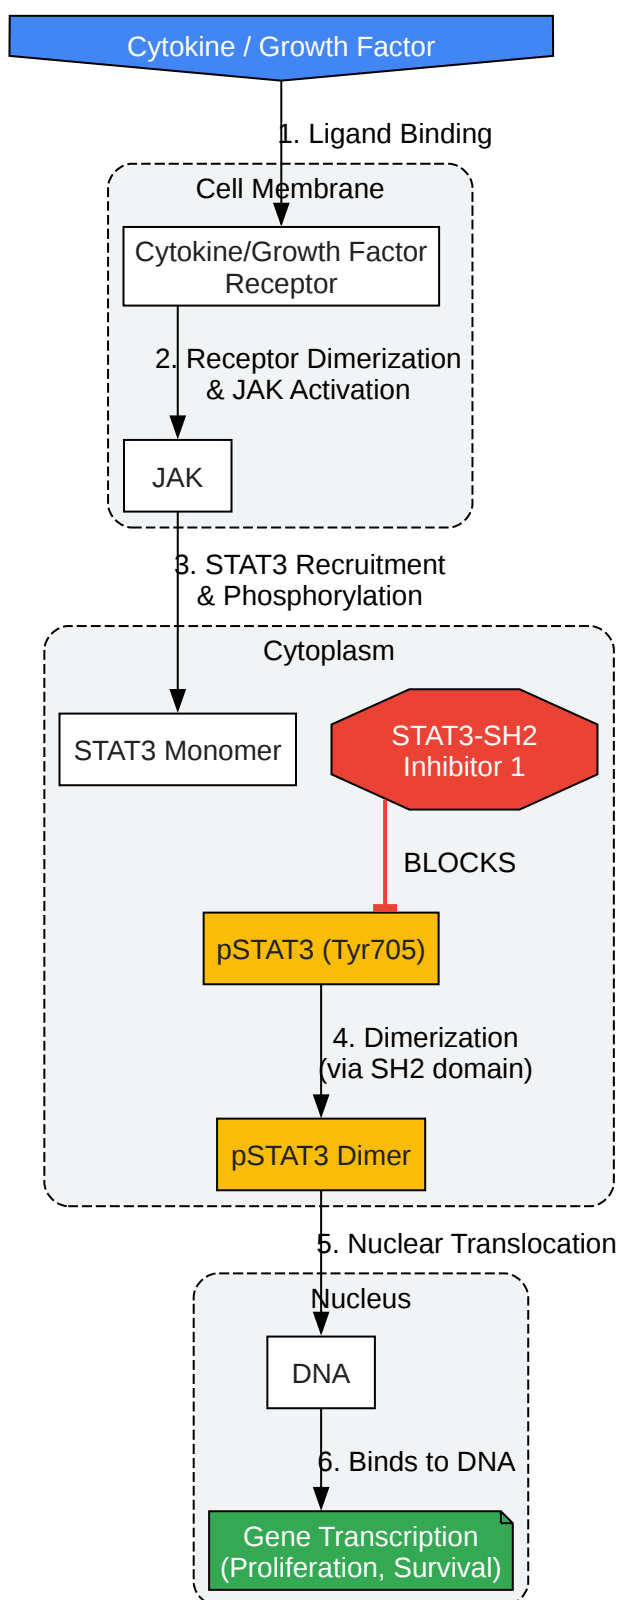 Cytokine / Growth Factor
1. Ligand Binding
Cell Membrane
Cytokine/Growth Factor
Receptor
2. Receptor Dimerization
& JAK Activation
JAK
3. STAT3 Recruitment
& Phosphorylation
Cytoplasm
STAT3 Monomer
STAT3-SH2
Inhibitor 1
BLOCKS
pSTAT3 (Tyr705)
4. Dimerization
(via SH2 domain)
pSTAT3 Dimer
5. Nuclear Translocation
Nucleus
DNA
6. Binds to DNA
Gene Transcription
(Proliferation, Survival)